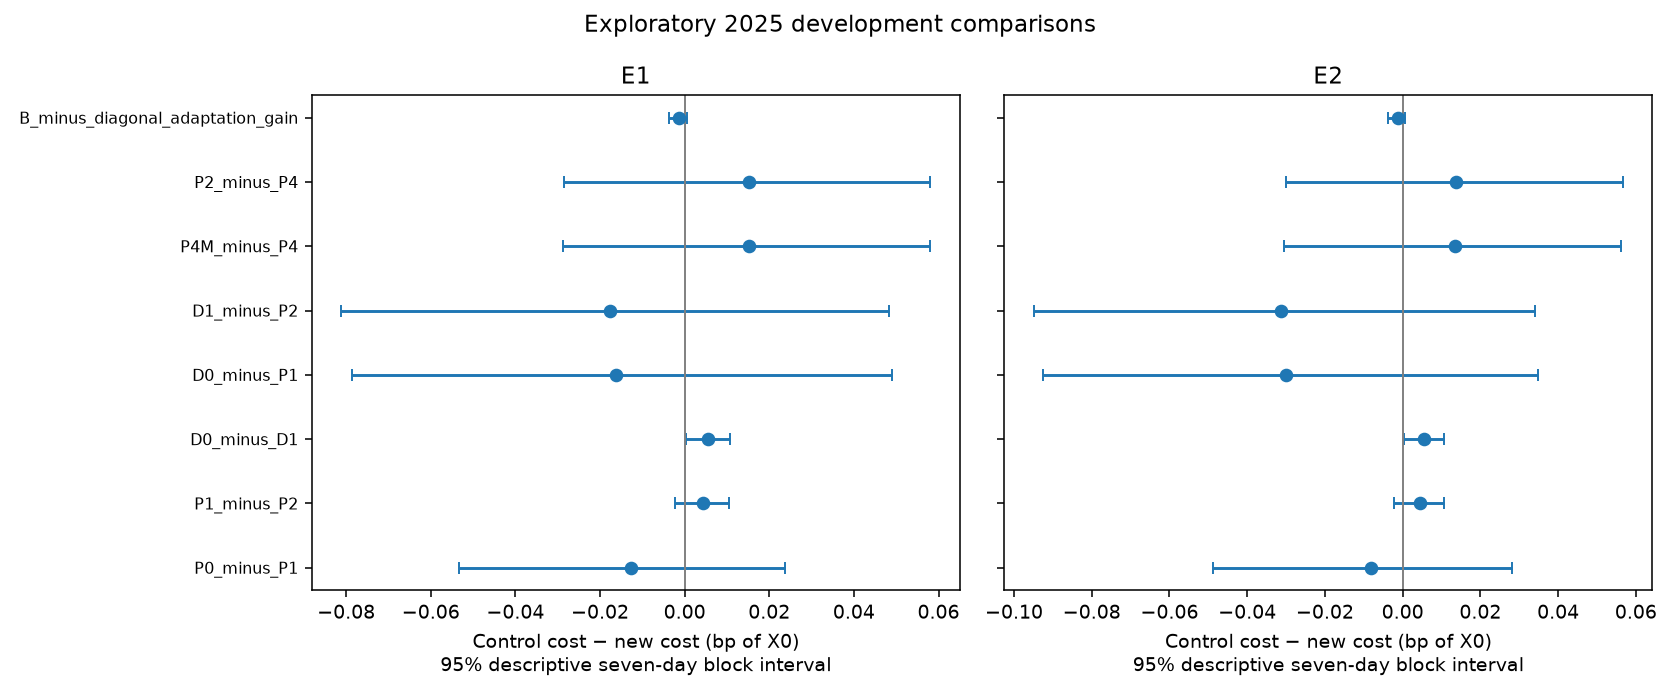 Exploratory 2025 development comparisons
E1
E2
B_minus_diagonal_adaptation_gain
P2_minus_P4
P4M_minus_P4
D1_minus_P2
D0_minus_P1
D0_minus_D1
P1_minus_P2
P0_minus_P1
−0.08 −0.06 −0.04 −0.02 0.00 0.02 0.04 0.06
−0.10 −0.08 −0.06 −0.04 −0.02 0.00 0.02 0.04 0.06
Control cost − new cost (bp of X0)
95% descriptive seven-day block interval
Control cost − new cost (bp of X0)
95% descriptive seven-day block interval